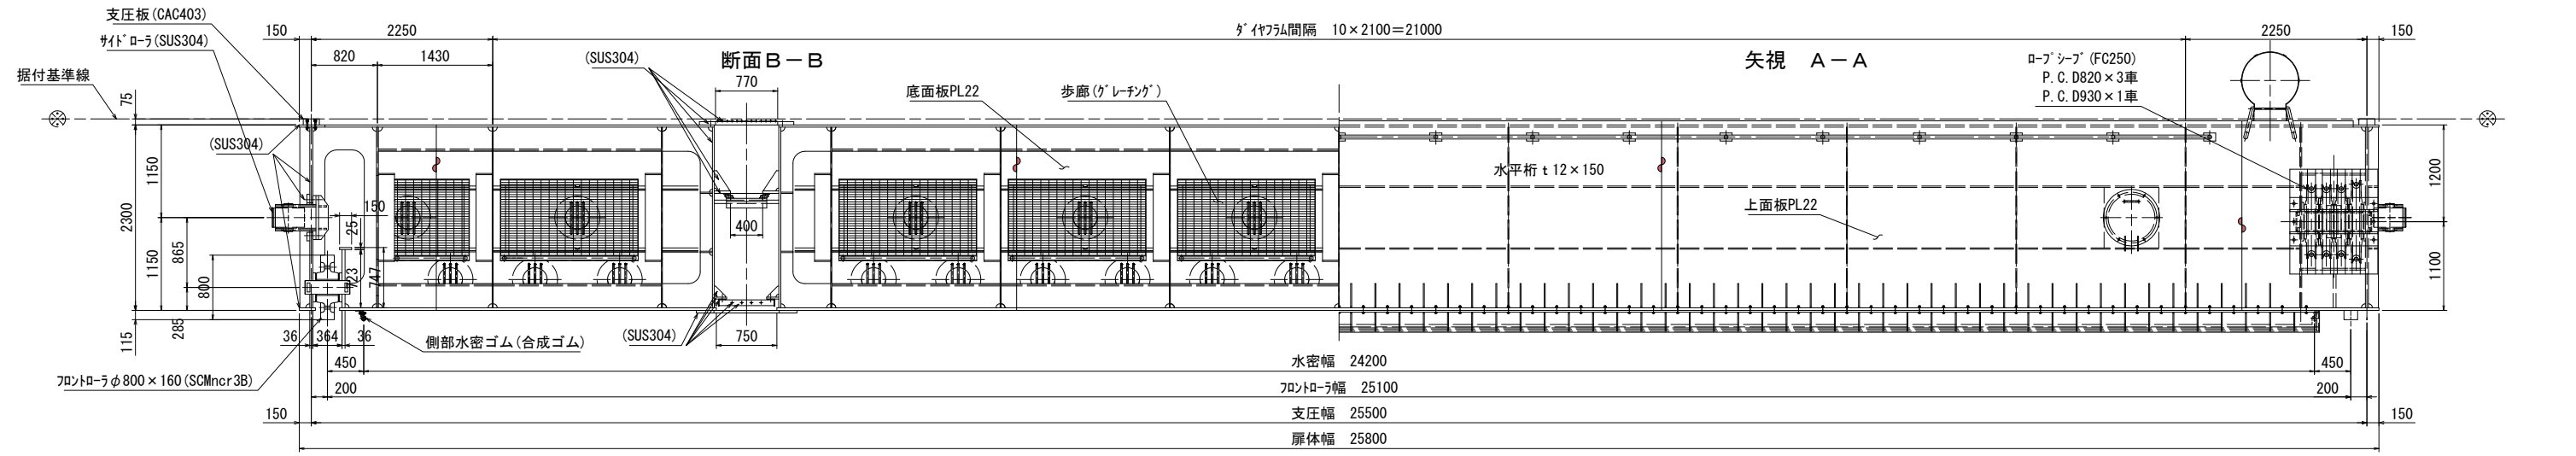 支圧板(CAC403)
150
2250
ﾀﾞｲﾔﾌﾗﾑ間隔 10×2100=21000
2250
150
ｻｲﾄﾞﾛｰﾗ(SUS304)
820
1430
(SUS304)
断面B－B
矢視 A－A
ﾛｰﾌﾟｼｰﾌﾞ(FC250)
P.C.D820×3車
P.C.D930×1車
据付基準線
75
770
底面板PL22
歩廊(ｸﾞﾚｰﾁﾝｸﾞ)
(SUS304)
1150
2300
水平桁ｔ12×150
1200
150
25
400
上面板PL22
1150
865
800
723
747
1100
115
285
36
364
36
側部水密ゴム(合成ゴム)
(SUS304)
750
450
水密幅 24200
450
ﾌﾛﾝﾄﾛｰﾗφ800×160(SCMncr3B)
200
ﾌﾛﾝﾄﾛｰﾗ幅 25100
200
150
支圧幅 25500
150
扉体幅 25800